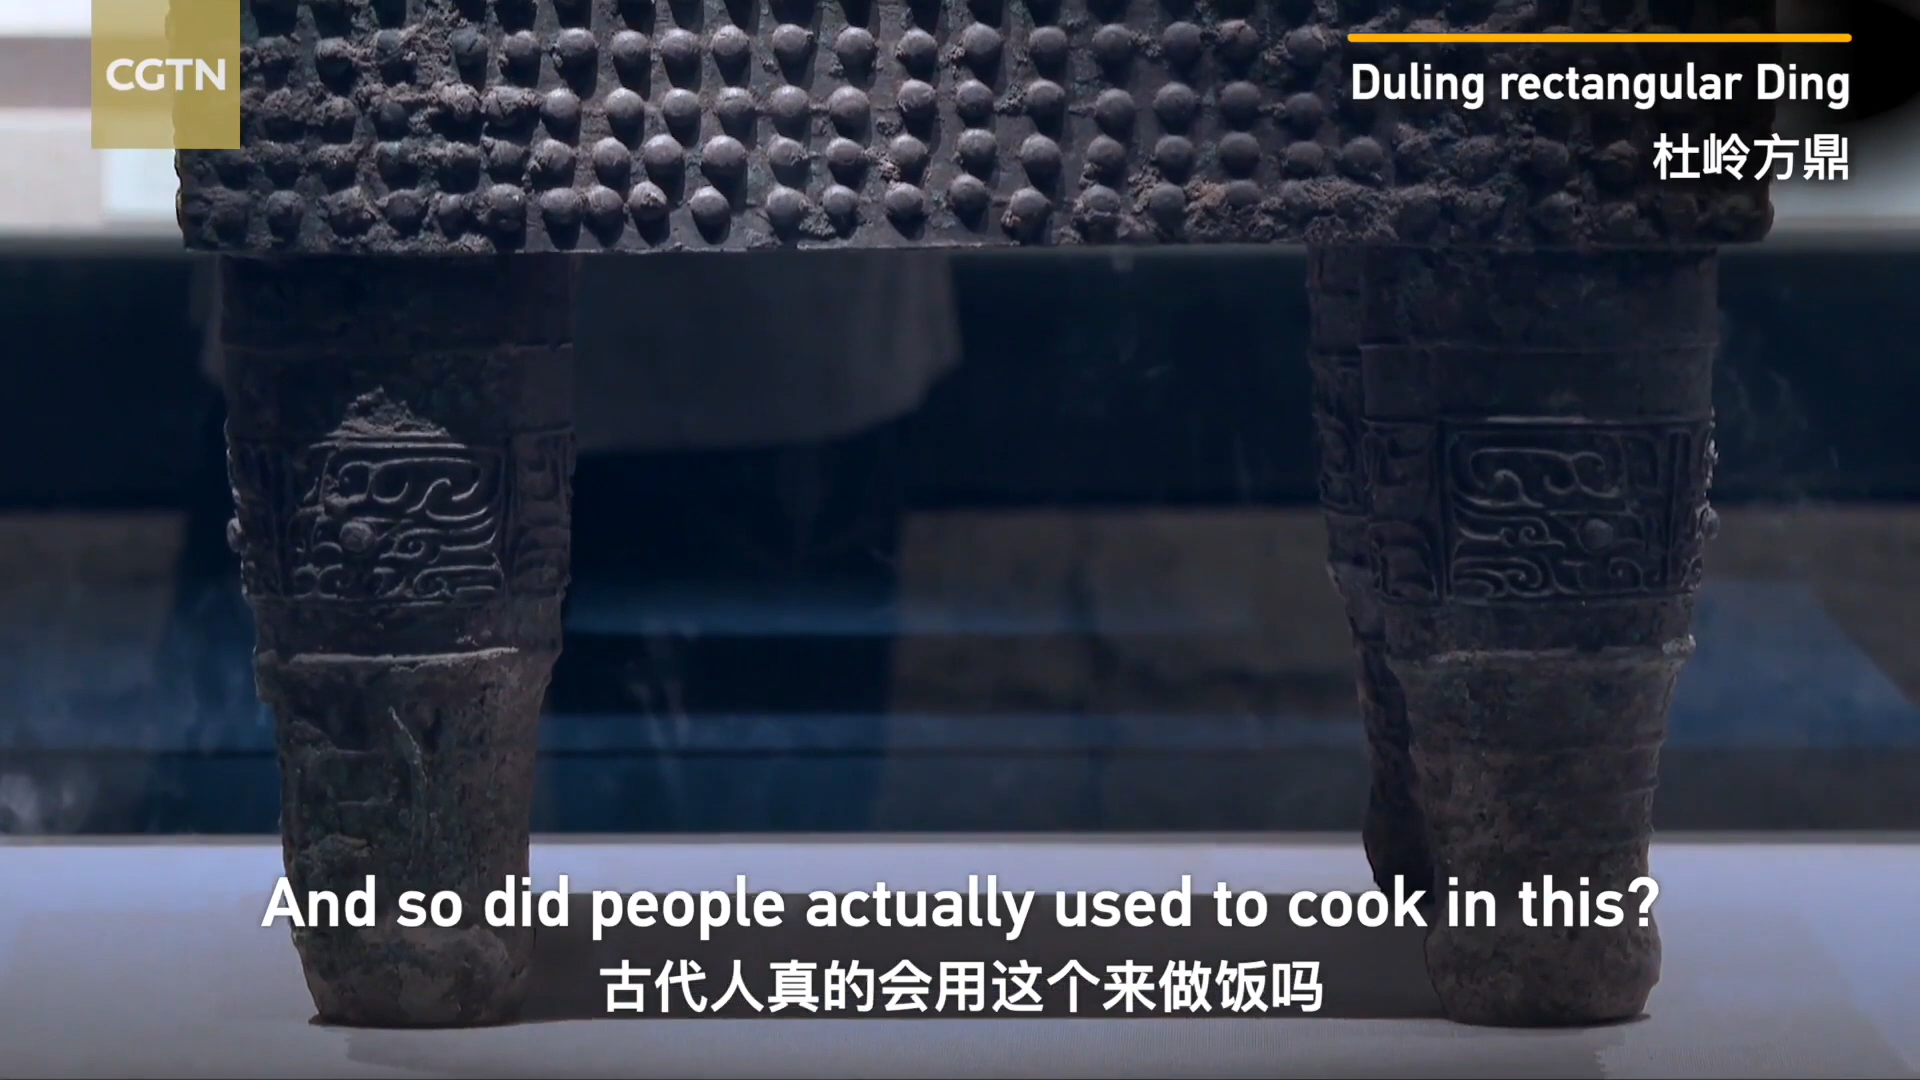 CGTN
Duling rectangular Ding
杜岭方鼎
And so did people actually used to cook in this?
古代人真的会用这个来做饭吗